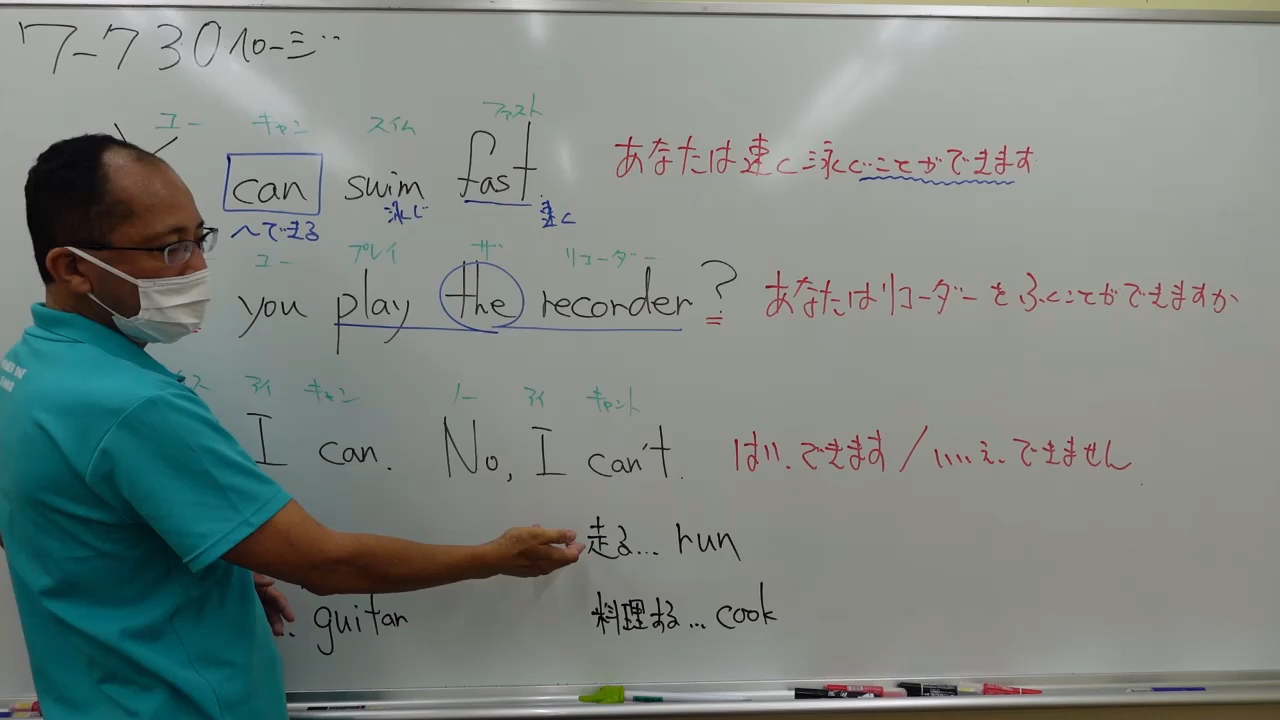 ワ-73010ページ
ユー キャン スイム ファスト
can swim fast. あなたは速く泳ぐことができます
〜できる 泳ぐ 速く
ユー プレイ ザ リコーダー
you play the recorder? あなたはリコーダーをふくことができますか
アイ キャン ノー アイ キャント
I can. No, I can't. はい、できます/いいえ、できません
走る... run
guitar 料理する... cook